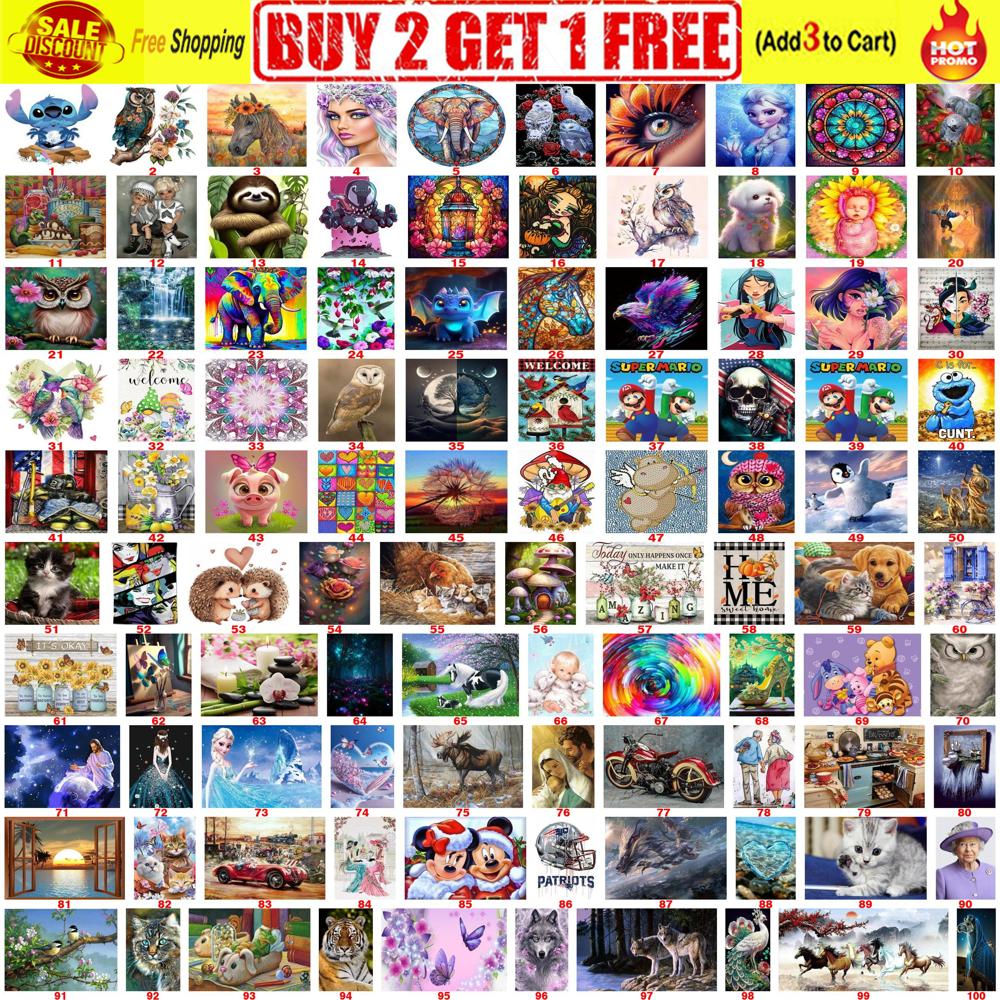 SALE
DISCOUNT
Free Shopping
BUY 2 GET 1 FREE
(Add 3 to Cart)
HOT
PROMO
1 2 3 4 5 6 7 8 9 10
11 12 13 14 15 16 17 18 19 20
21 22 23 24 25 26 27 28 29 30
welcome
WELCOME
SUPER MARIO
SUPER MARIO
C is for...
CUNT.
31 32 33 34 35 36 37 38 39 40
41 42 43 44 45 46 47 48 49 50
Today ONLY HAPPENS ONCE
MAKE IT
AMAZING
HOME
sweet home
51 52 53 54 55 56 57 58 59 60
IT'S OKAY
61 62 63 64 65 66 67 68 69 70
71 72 73 74 75 76 77 78 79 80
PATRIOTS
81 82 83 84 85 86 87 88 89 90
91 92 93 94 95 96 97 98 99 100